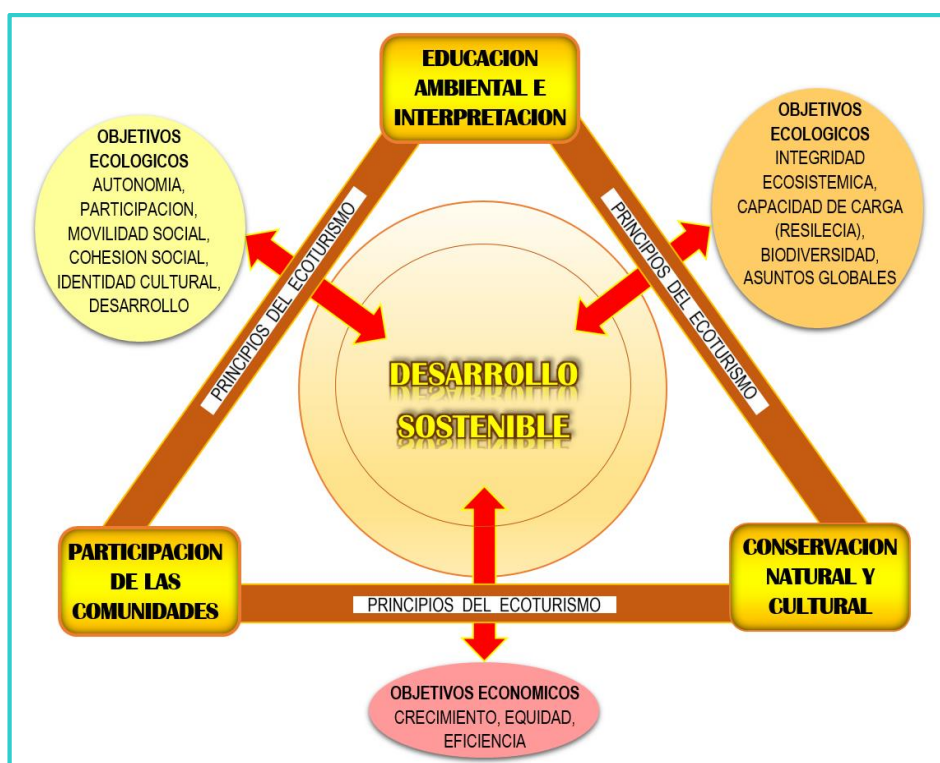 EDUCACION
AMBIENTAL E
INTERPRETACION
OBJETIVOS
ECOLOGICOS
AUTONOMIA,
PARTICIPACION,
MOVILIDAD SOCIAL,
COHESION SOCIAL,
IDENTIDAD CULTURAL,
DESARROLLO
OBJETIVOS
ECOLOGICOS
INTEGRIDAD
ECOSISTEMICA,
CAPACIDAD DE CARGA
(RESILECIA),
BIODIVERSIDAD,
ASUNTOS GLOBALES
PRINCIPIOS DEL ECOTURISMO
PRINCIPIOS DEL ECOTURISMO
DESARROLLO
SOSTENIBLE
PARTICIPACION
DE LAS
COMUNIDADES
CONSERVACION
NATURAL Y
CULTURAL
PRINCIPIOS DEL ECOTURISMO
OBJETIVOS ECONOMICOS
CRECIMIENTO, EQUIDAD,
EFICIENCIA